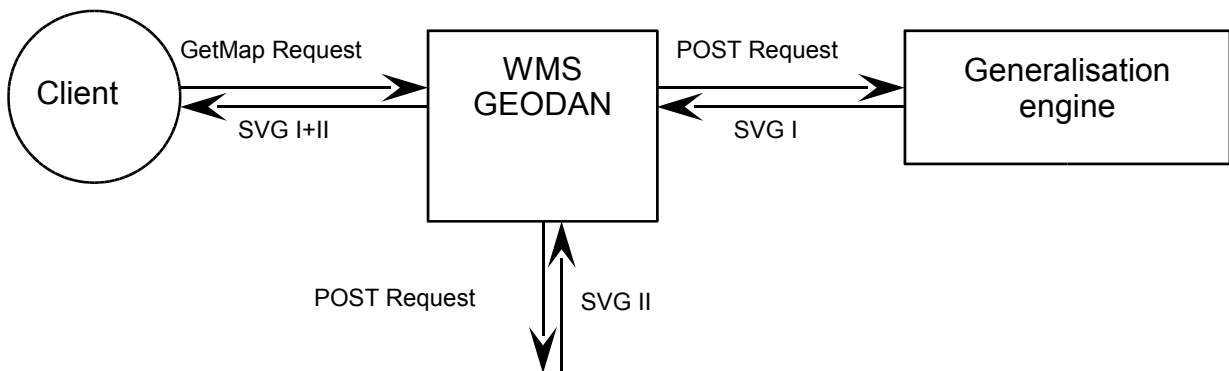 GetMap Request
POST Request
Client
WMS
GEODAN
Generalisation
engine
SVG I+II
SVG I
POST Request
SVG II